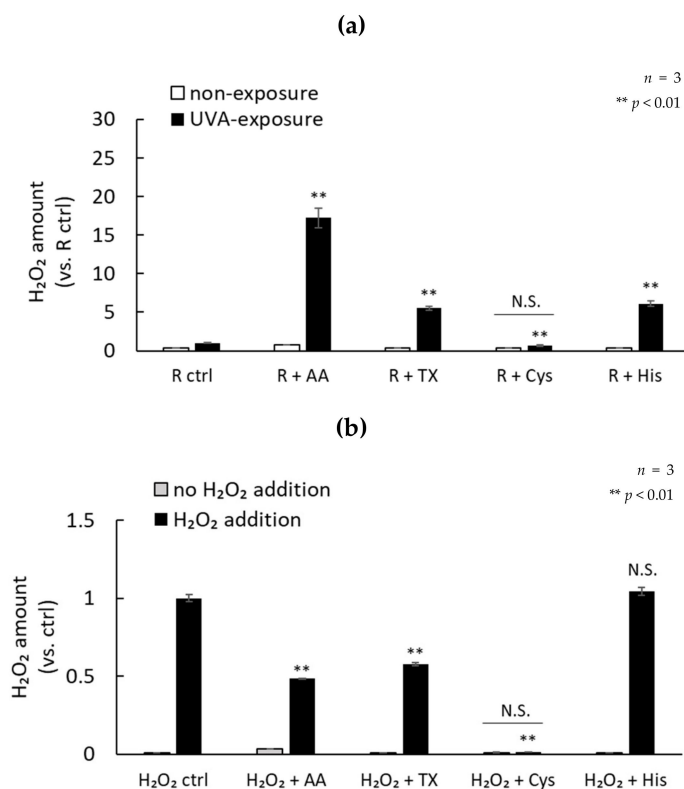 (a)
n = 3
** p < 0.01
non-exposure
UVA-exposure
H₂O₂ amount
(vs. R ctrl)
30
25
20
15
10
5
0
**
**
N.S.
**
**
R ctrl
R + AA
R + TX
R + Cys
R + His
(b)
n = 3
** p < 0.01
no H₂O₂ addition
H₂O₂ addition
H₂O₂ amount
(vs. ctrl)
1.5
1
0.5
0
**
**
N.S.
**
N.S.
H₂O₂ ctrl
H₂O₂ + AA
H₂O₂ + TX
H₂O₂ + Cys
H₂O₂ + His